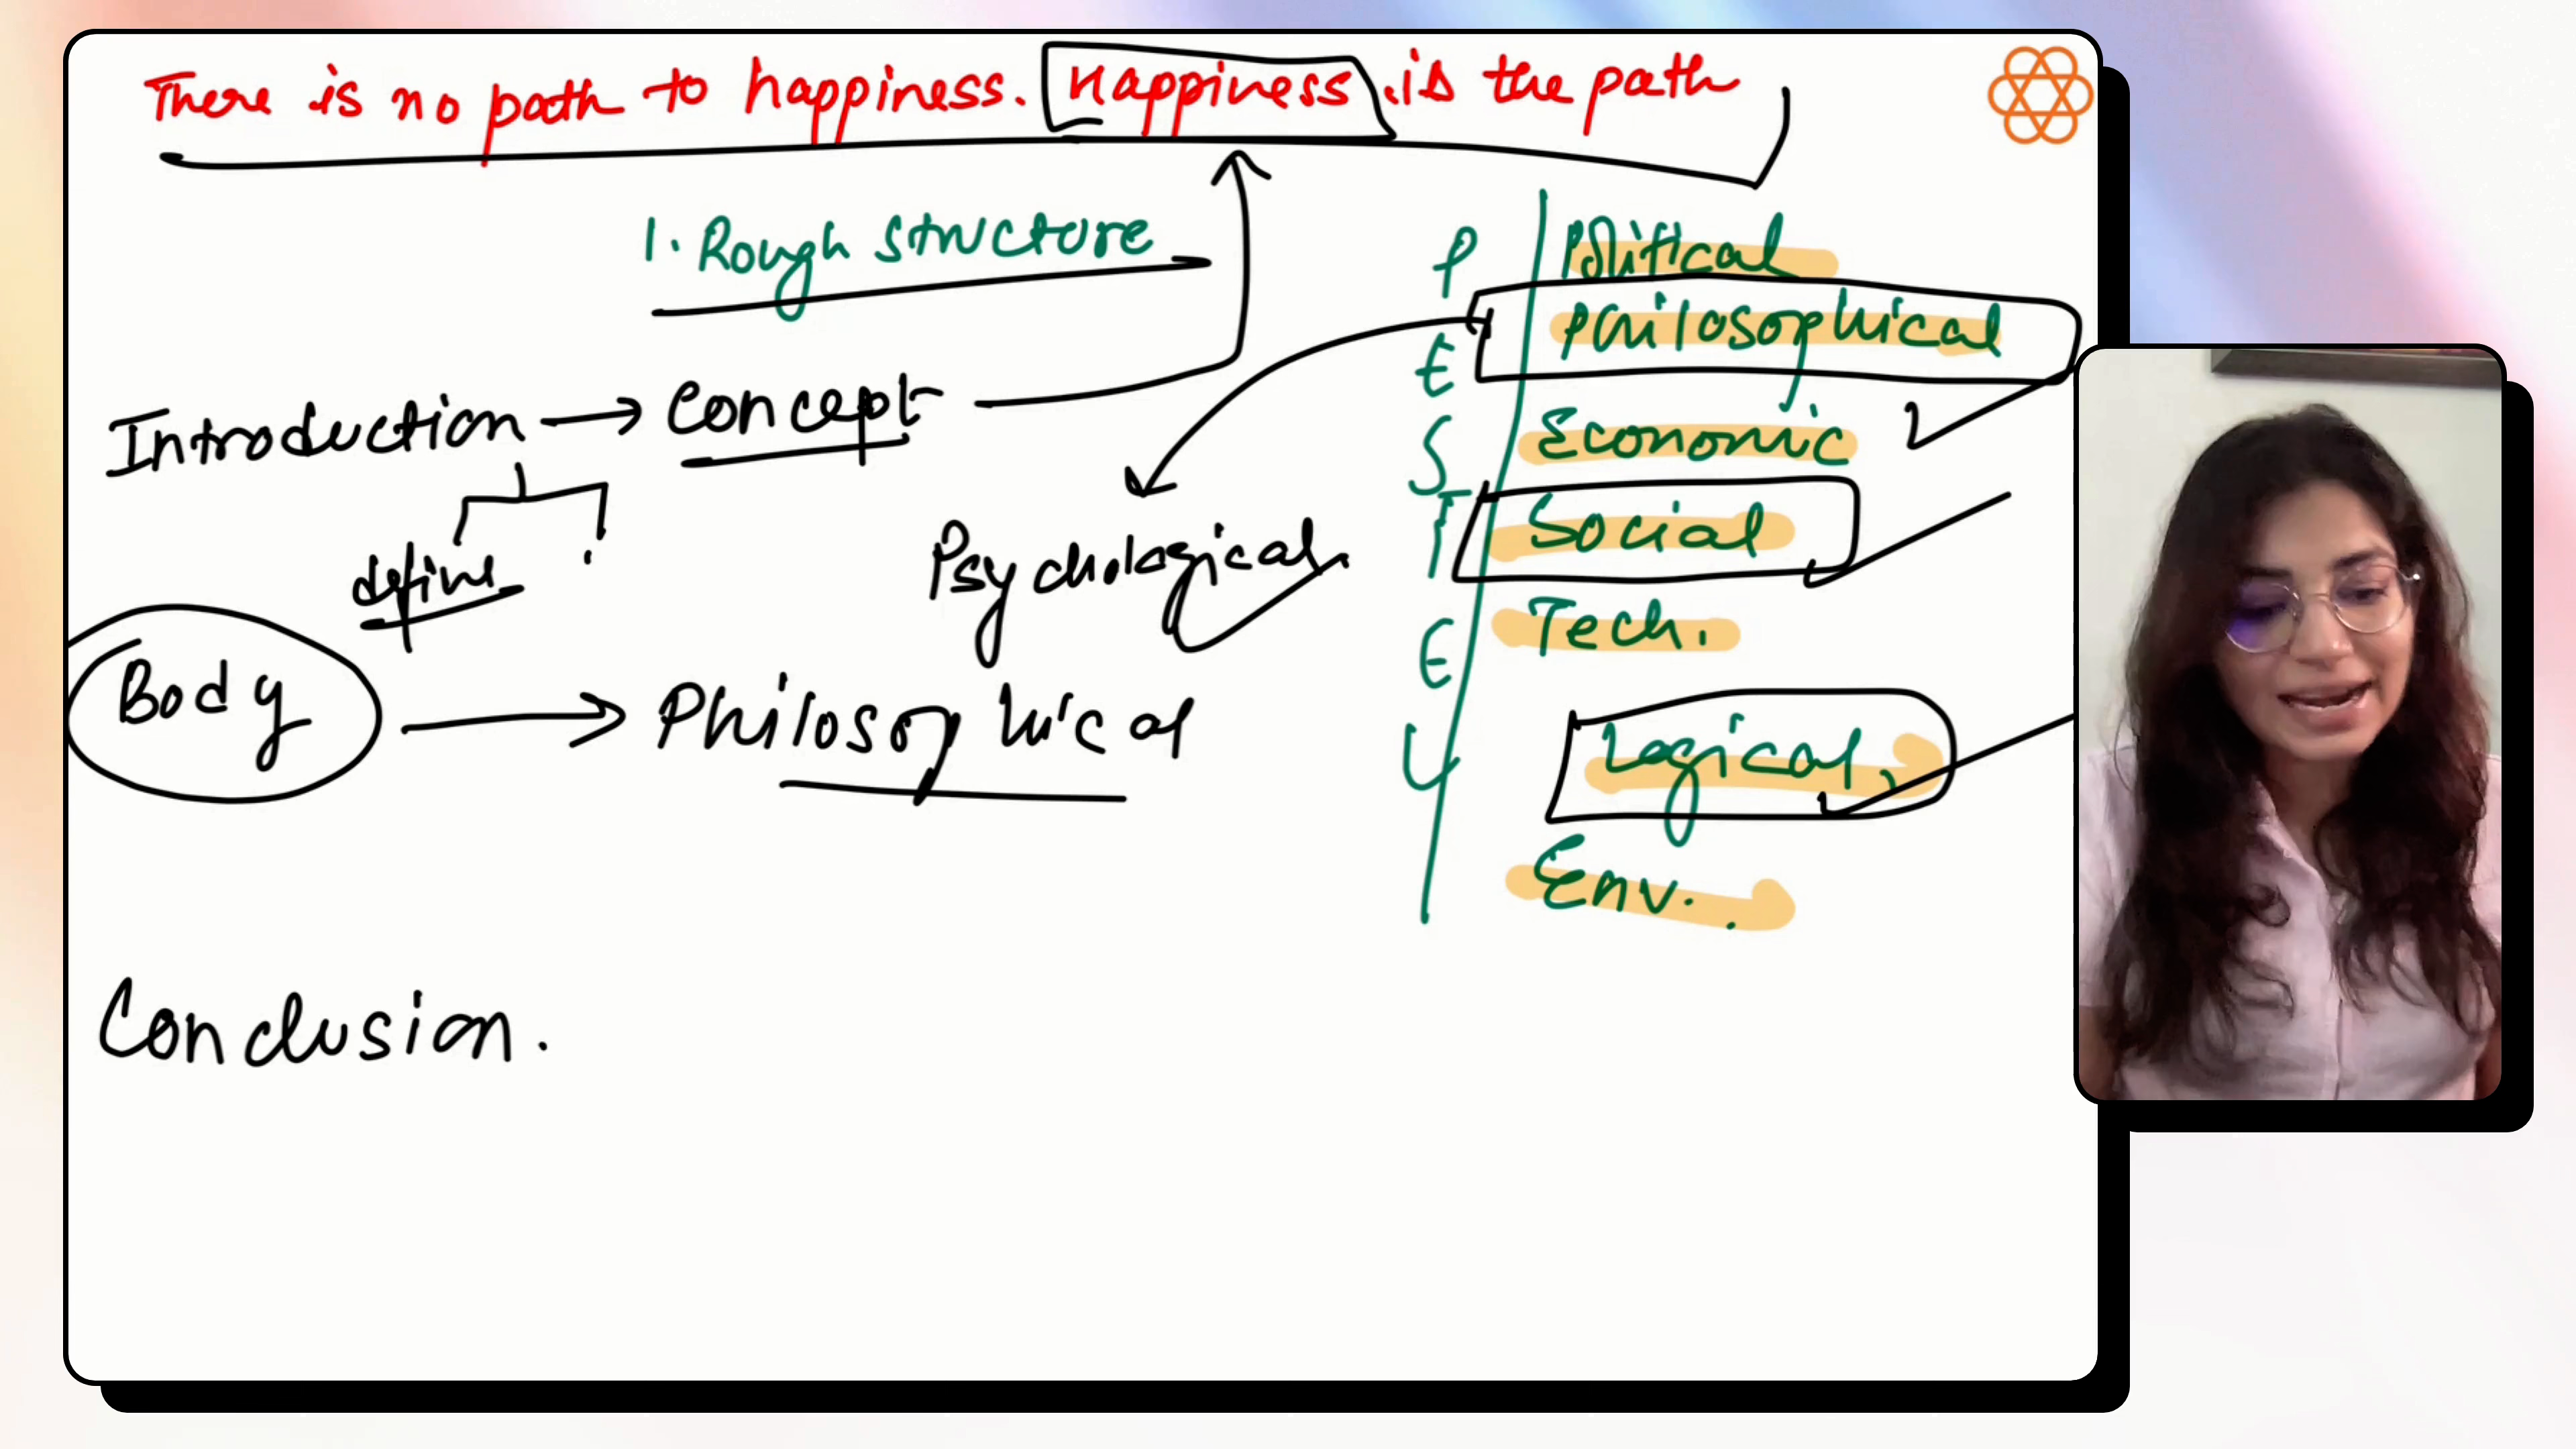 There is no path to happiness. Happiness is the path
1. Rough structure
Introduction → Concept
define
Psychological
Body → Philosophical
Conclusion.
P
E
S
T
E
L
Political
Philosophical
Economic
Social
Tech.
Logical
Env.